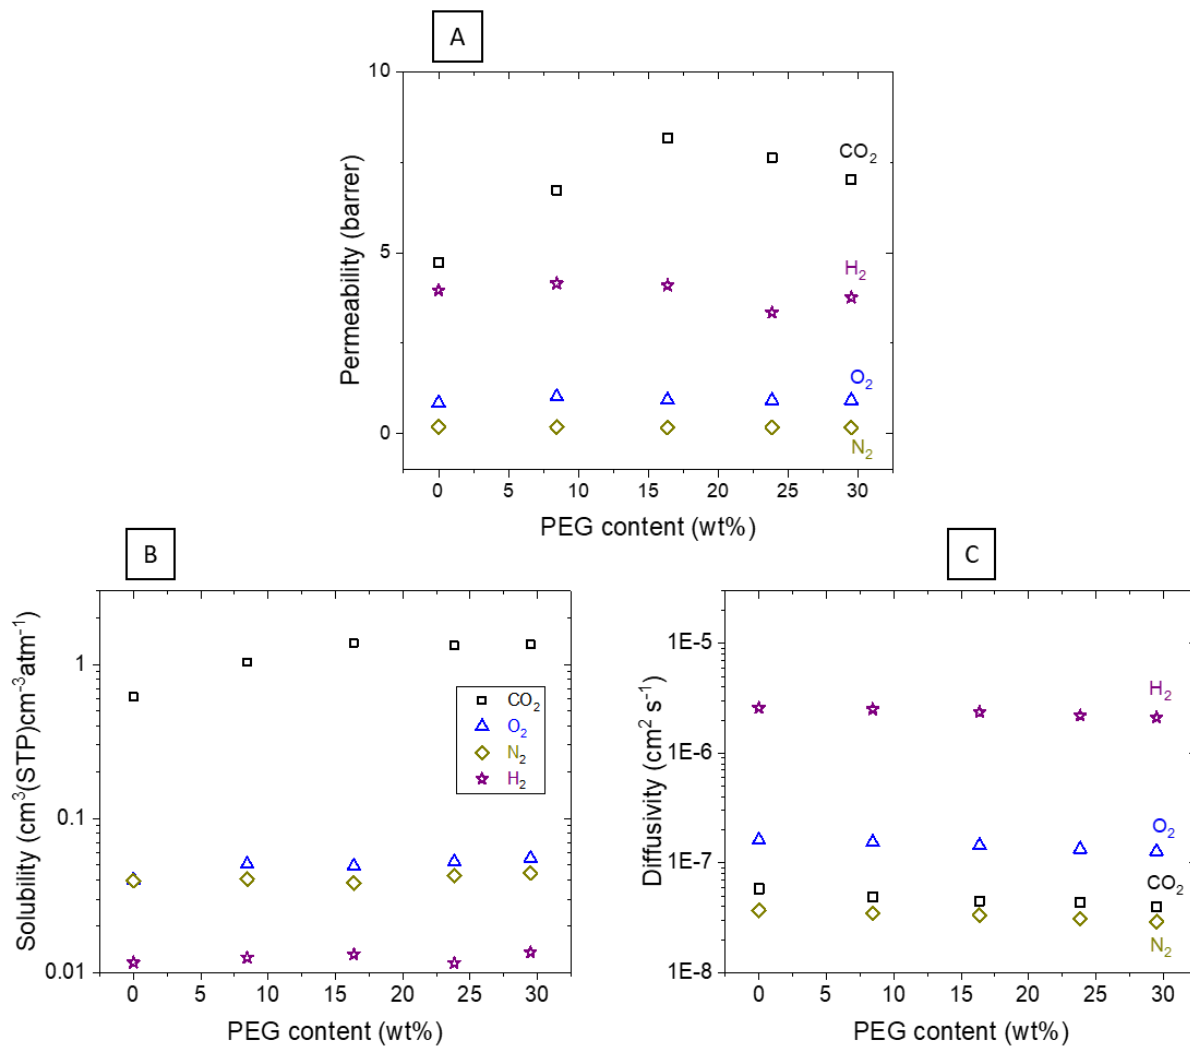 A
10
5
0
Permeability (barrer)
CO₂
H₂
O₂
N₂
0 5 10 15 20 25 30
PEG content (wt%)
B
1
0.1
0.01
Solubility (cm³(STP)cm⁻³atm⁻¹)
CO₂
O₂
N₂
H₂
0 5 10 15 20 25 30
PEG content (wt%)
C
1E-5
1E-6
1E-7
1E-8
Diffusivity (cm² s⁻¹)
H₂
O₂
CO₂
N₂
0 5 10 15 20 25 30
PEG content (wt%)